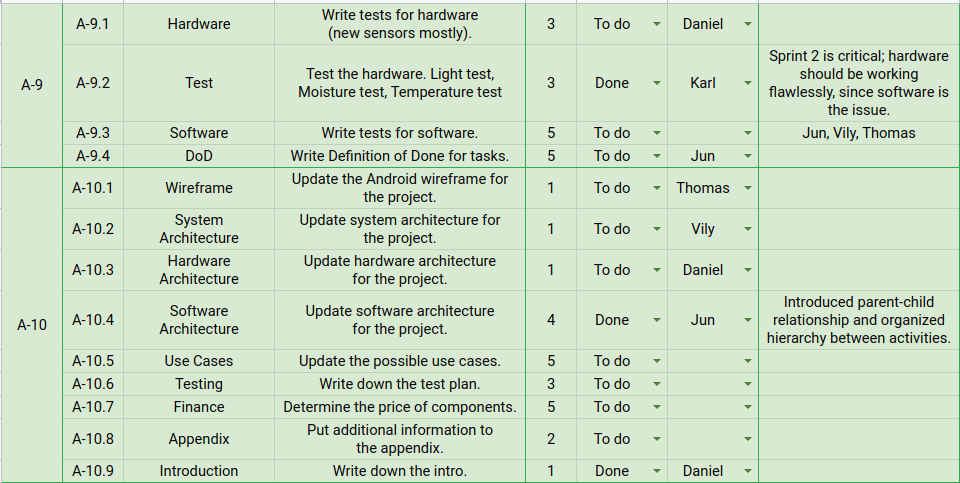 A-9
A-9.1 Hardware Write tests for hardware (new sensors mostly). 3 To do Daniel
A-9.2 Test Test the hardware. Light test, Moisture test, Temperature test 3 Done Karl Sprint 2 is critical; hardware should be working flawlessly, since software is the issue.
A-9.3 Software Write tests for software. 5 To do Jun, Vily, Thomas
A-9.4 DoD Write Definition of Done for tasks. 5 To do Jun
A-10
A-10.1 Wireframe Update the Android wireframe for the project. 1 To do Thomas
A-10.2 System Architecture Update system architecture for the project. 1 To do Vily
A-10.3 Hardware Architecture Update hardware architecture for the project. 1 To do Daniel
A-10.4 Software Architecture Update software architecture for the project. 4 Done Jun Introduced parent-child relationship and organized hierarchy between activities.
A-10.5 Use Cases Update the possible use cases. 5 To do
A-10.6 Testing Write down the test plan. 3 To do
A-10.7 Finance Determine the price of components. 5 To do
A-10.8 Appendix Put additional information to the appendix. 2 To do
A-10.9 Introduction Write down the intro. 1 Done Daniel